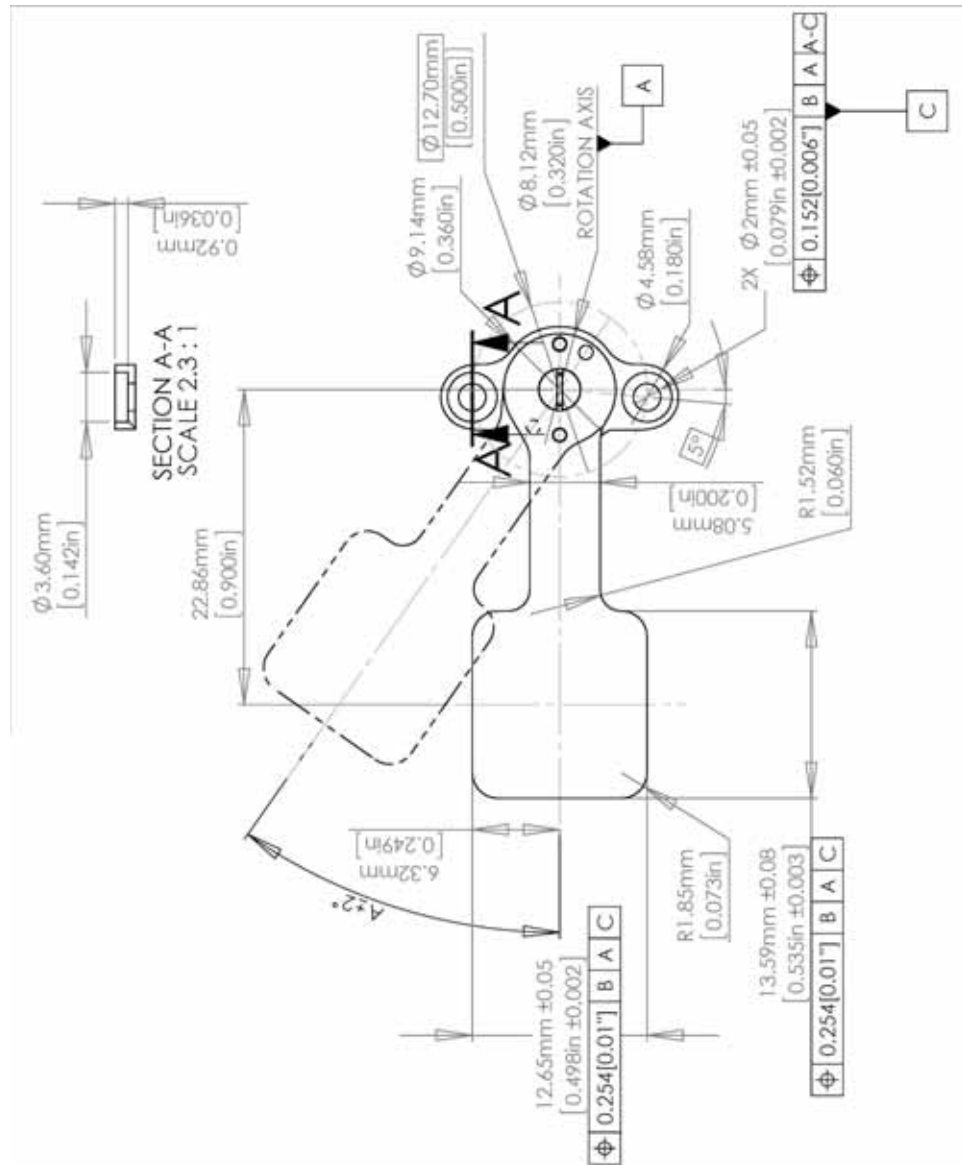 Ø3.60mm
[0.142in]
0.92mm
[0.036in]
SECTION A-A
SCALE 2.3 : 1
22.86mm
[0.900in]
Ø12.70mm
[0.500in]
Ø9.14mm
[0.360in]
Ø8.12mm
[0.320in]
ROTATION AXIS
A
A
A
Ø4.58mm
[0.180in]
2X Ø2mm ±0.05
[0.079in ±0.002]
⌖ 0.152[0.006"] B A A-C
C
5°
5.08mm
[0.200in]
R1.52mm
[0.060in]
6.32mm
[0.249in]
A±2°
12.65mm ±0.05
[0.498in ±0.002]
⌖ 0.254[0.01"] B A C
R1.85mm
[0.073in]
13.59mm ±0.08
[0.535in ±0.003]
⌖ 0.254[0.01"] B A C